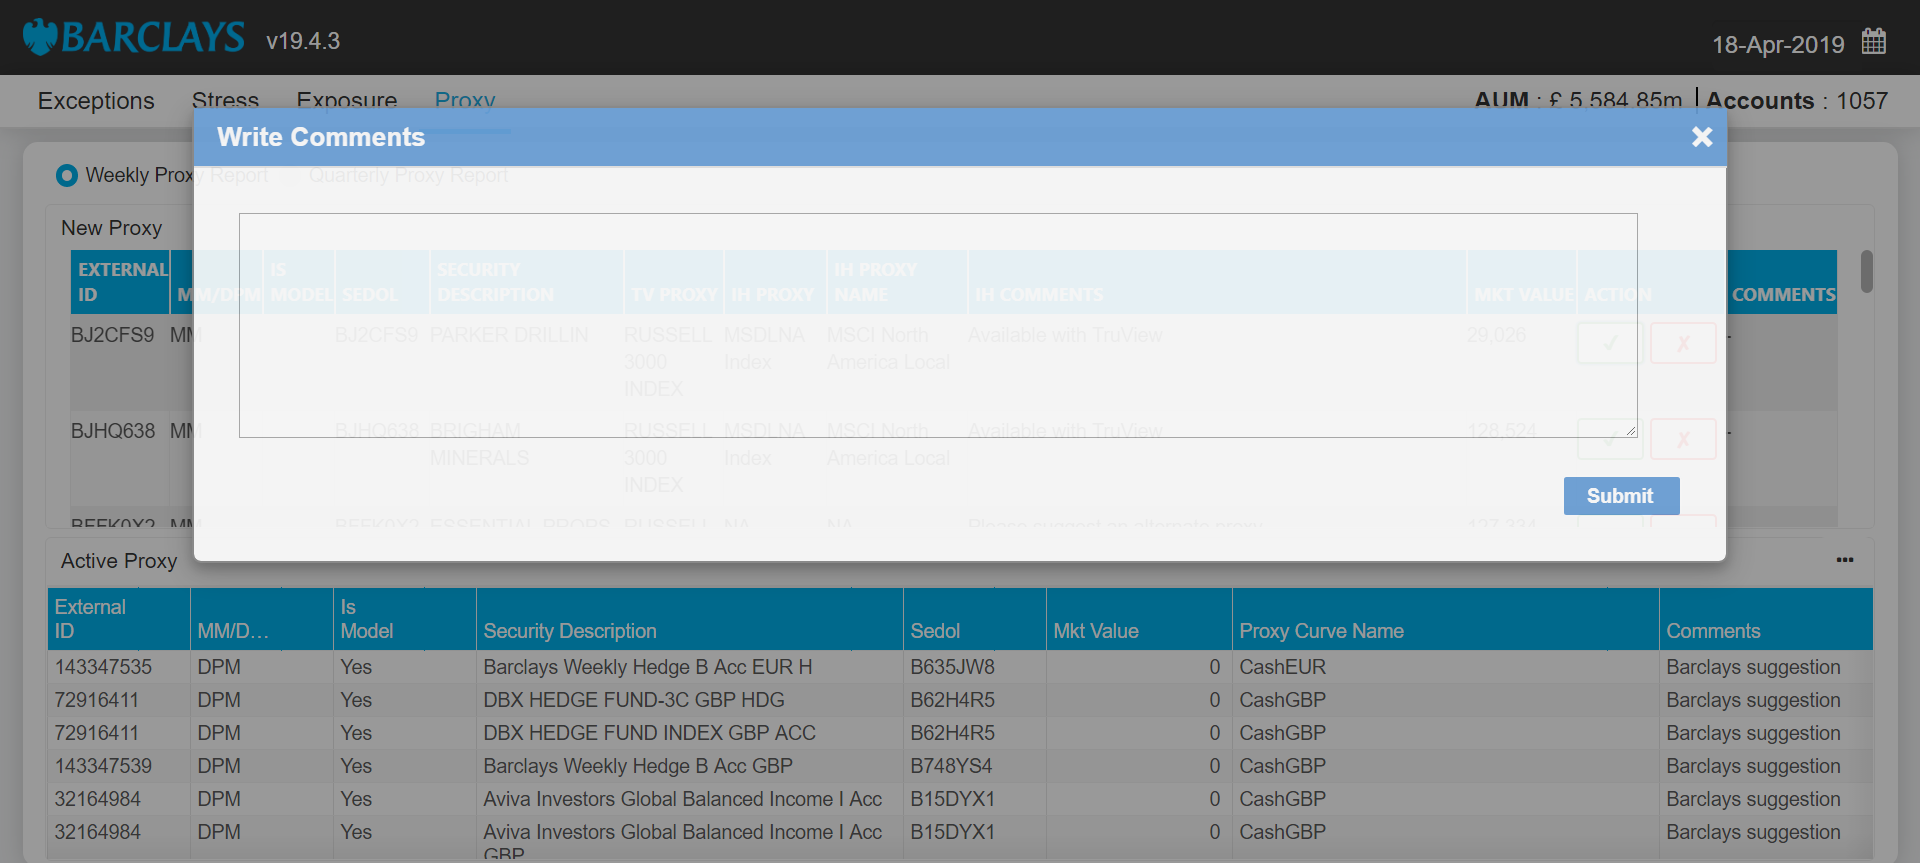 BARCLAYS v19.4.3
18-Apr-2019
Exceptions Stress Exposure Proxy
AUM : £ 5,584.85m | Accounts : 1057
Write Comments
Weekly Proxy Report Quarterly Proxy Report
New Proxy
EXTERNAL ID MM/DPM IS MODEL SEDOL SECURITY DESCRIPTION TV PROXY IH PROXY IH PROXY NAME IH COMMENTS MKT VALUE ACTION COMMENTS
BJ2CFS9 MM BJ2CFS9 PARKER DRILLIN RUSSELL 3000 INDEX MSDLNA Index MSCI North America Local Available with TruView 29,026 ✓ ✗ -
BJHQ638 MM BJHQ638 BRIGHAM MINERALS RUSSELL 3000 INDEX MSDLNA Index MSCI North America Local Available with TruView 128,524 ✓ ✗ -
BFFK0X2 MM BFFK0X2 ESSENTIAL PROPS RUSSELL NA NA Please suggest an alternate proxy 127,334
Submit
Active Proxy
External ID MM/D... Is Model Security Description Sedol Mkt Value Proxy Curve Name Comments
143347535 DPM Yes Barclays Weekly Hedge B Acc EUR H B635JW8 0 CashEUR Barclays suggestion
72916411 DPM Yes DBX HEDGE FUND-3C GBP HDG B62H4R5 0 CashGBP Barclays suggestion
72916411 DPM Yes DBX HEDGE FUND INDEX GBP ACC B62H4R5 0 CashGBP Barclays suggestion
143347539 DPM Yes Barclays Weekly Hedge B Acc GBP B748YS4 0 CashGBP Barclays suggestion
32164984 DPM Yes Aviva Investors Global Balanced Income I Acc B15DYX1 0 CashGBP Barclays suggestion
32164984 DPM Yes Aviva Investors Global Balanced Income I Acc GBP B15DYX1 0 CashGBP Barclays suggestion